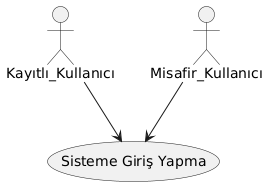 Kayıtlı_Kullanıcı
Misafir_Kullanıcı
Sisteme Giriş Yapma